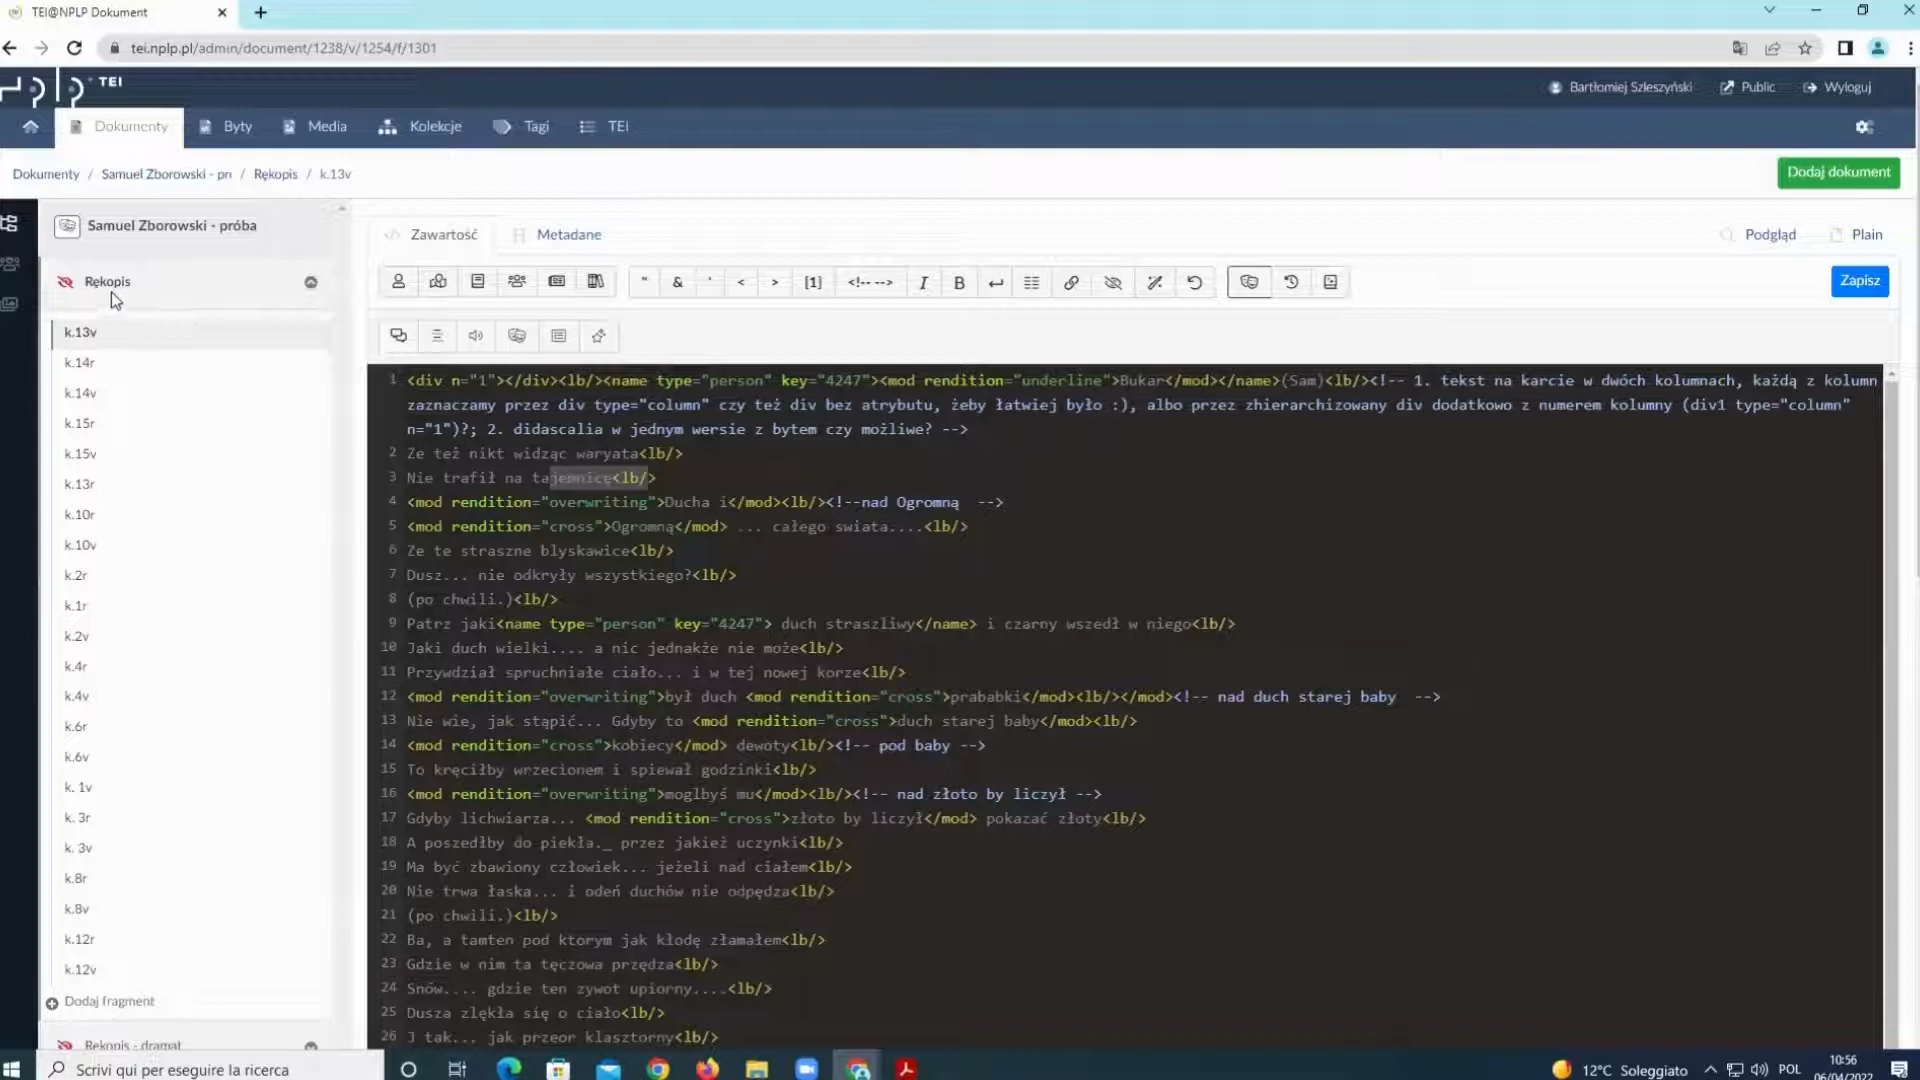 TEI@NPLP Dokument
tei.nplp.pl/admin/document/1238/v/1254/f/1301
TEI
Bartłomiej Szleszyński Public Wyloguj
Dokumenty Byty Media Kolekcje Tagi TEI
Dokumenty / Samuel Zborowski - pró / Rękopis / k.13v
Dodaj dokument
Samuel Zborowski - próba
Zawartość Metadane Podgląd Plain
Rękopis
" & ' < > [1] <!-- --> I B
Zapisz
k.13v
k.14r
k.14v
k.15r
k.15v
k.13r
k.10r
k.10v
k.2r
k.1r
k.2v
k.4r
k.4v
k.6r
k.6v
k. 1v
k. 3r
k. 3v
k.8r
k.8v
k.12r
k.12v
Dodaj fragment
Rękopis - dramat
1 <div n="1"></div><lb/><name type="person" key="4247"><mod rendition="underline">Bukar</mod></name>(Sam)<lb/><!-- 1. tekst na karcie w dwóch kolumnach, każdą z kolumn
zaznaczamy przez div type="column" czy też div bez atrybutu, żeby łatwiej było :), albo przez zhierarchizowany div dodatkowo z numerem kolumny (div1 type="column"
n="1")?; 2. didascalia w jednym wersie z bytem czy możliwe? -->
2 Ze też nikt widząc waryata<lb/>
3 Nie trafił na tajemnicę<lb/>
4 <mod rendition="overwriting">Ducha i</mod><lb/><!--nad Ogromną -->
5 <mod rendition="cross">Ogromną</mod> ... całego swiata....<lb/>
6 Ze te straszne blyskawice<lb/>
7 Dusz... nie odkryły wszystkiego?<lb/>
8 (po chwili.)<lb/>
9 Patrz jaki<name type="person" key="4247"> duch straszliwy</name> i czarny wszedł w niego<lb/>
10 Jaki duch wielki.... a nic jednakże nie może<lb/>
11 Przywdział spruchniałe ciało... i w tej nowej korze<lb/>
12 <mod rendition="overwriting">był duch <mod rendition="cross">prababki</mod><lb/></mod><!-- nad duch starej baby -->
13 Nie wie, jak stąpić... Gdyby to <mod rendition="cross">duch starej baby</mod><lb/>
14 <mod rendition="cross">kobiecy</mod> dewoty<lb/><!-- pod baby -->
15 To kręciłby wrzecionem i spiewał godzinki<lb/>
16 <mod rendition="overwriting">moglbyś mu</mod><lb/><!-- nad złoto by liczył -->
17 Gdyby lichwiarza... <mod rendition="cross">złoto by liczył</mod> pokazać złoty<lb/>
18 A poszedłby do piekła._ przez jakież uczynki<lb/>
19 Ma być zbawiony człowiek... jeżeli nad ciałem<lb/>
20 Nie trwa łaska... i odeń duchów nie odpędza<lb/>
21 (po chwili.)<lb/>
22 Ba, a tamten pod ktorym jak kłodę złamałem<lb/>
23 Gdzie w nim ta tęczowa przędza<lb/>
24 Snów.... gdzie ten zywot upiorny....<lb/>
25 Dusza zlękła się o ciało<lb/>
26 J tak... jak przeor klasztorny<lb/>
Scrivi qui per eseguire la ricerca
12°C Soleggiato
POL
10:56
06/04/2022